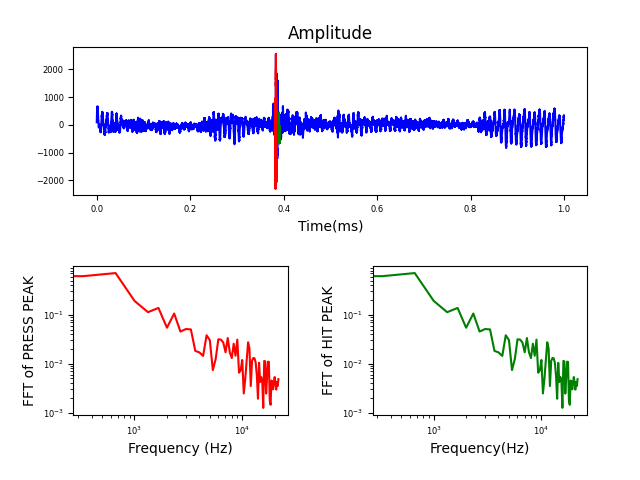 Amplitude
2000
1000
0
−1000
−2000
0.0 0.2 0.4 0.6 0.8 1.0
Time(ms)
FFT of PRESS PEAK
10⁻¹
10⁻²
10⁻³
10³ 10⁴
Frequency (Hz)
FFT of HIT PEAK
10⁻¹
10⁻²
10⁻³
10³ 10⁴
Frequency(Hz)